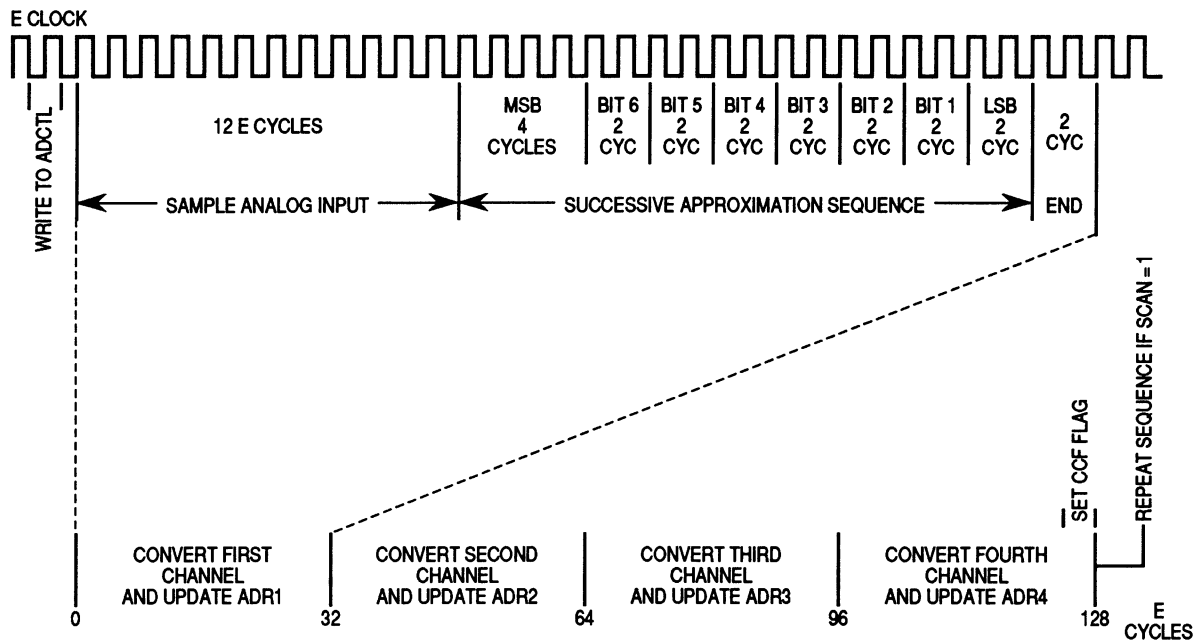 E CLOCK
WRITE TO ADCTL
12 E CYCLES
MSB
4
CYCLES
BIT 6
2
CYC
BIT 5
2
CYC
BIT 4
2
CYC
BIT 3
2
CYC
BIT 2
2
CYC
BIT 1
2
CYC
LSB
2
CYC
2
CYC
SAMPLE ANALOG INPUT
SUCCESSIVE APPROXIMATION SEQUENCE
END
SET CCF FLAG
REPEAT SEQUENCE IF SCAN = 1
CONVERT FIRST
CHANNEL
AND UPDATE ADR1
CONVERT SECOND
CHANNEL
AND UPDATE ADR2
CONVERT THIRD
CHANNEL
AND UPDATE ADR3
CONVERT FOURTH
CHANNEL
AND UPDATE ADR4
0
32
64
96
128
E
CYCLES